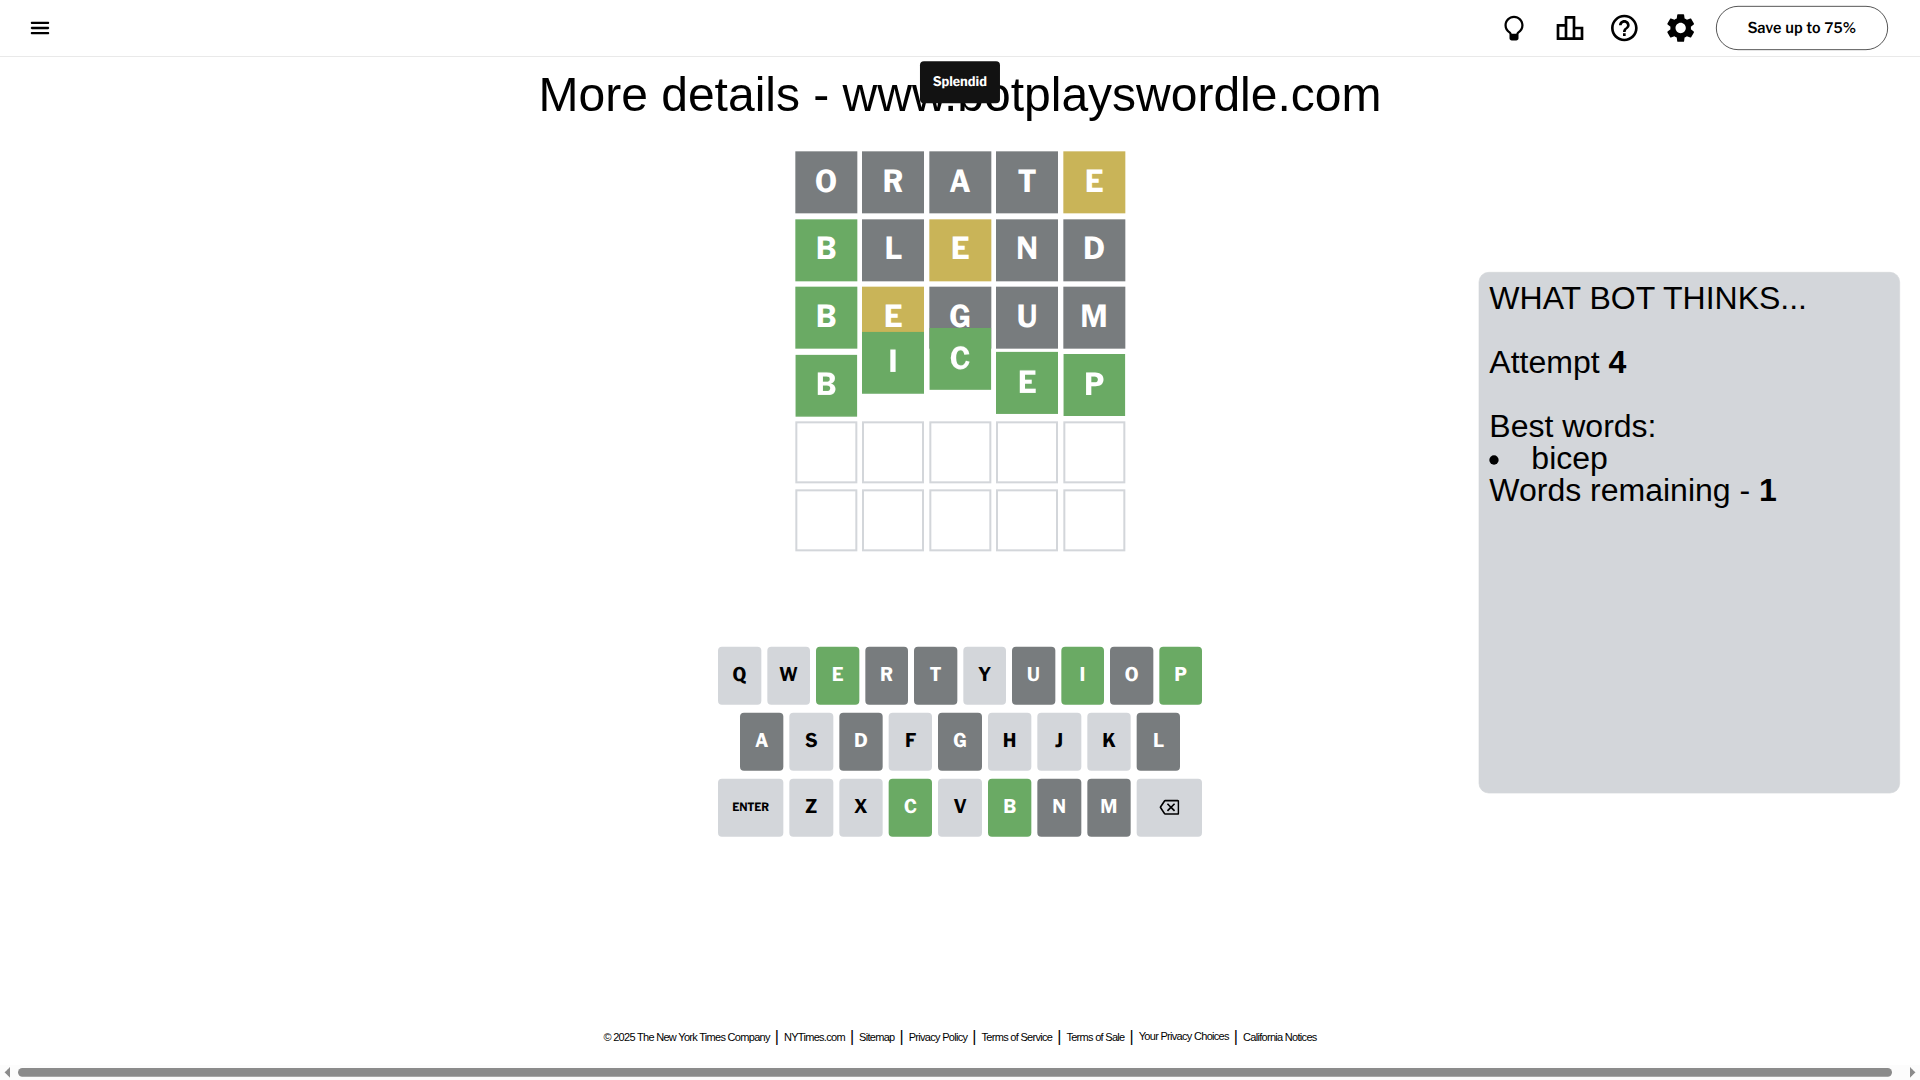 Save up to 75%
Splendid
More details - www.botplayswordle.com
O R A T E
B L E N D
B E G U M
B I C E P
WHAT BOT THINKS...
Attempt 4
Best words:
• bicep
Words remaining - 1
Q W E R T Y U I O P
A S D F G H J K L
ENTER Z X C V B N M
© 2025 The New York Times Company | NYTimes.com | Sitemap | Privacy Policy | Terms of Service | Terms of Sale | Your Privacy Choices | California Notices